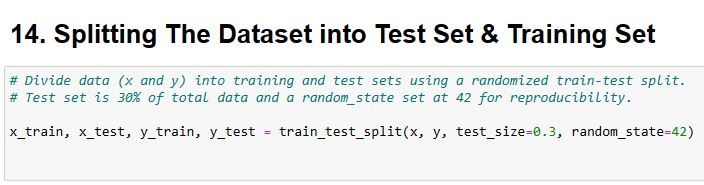 14. Splitting The Dataset into Test Set & Training Set
# Divide data (x and y) into training and test sets using a randomized train-test split.
# Test set is 30% of total data and a random_state set at 42 for reproducibility.
x_train, x_test, y_train, y_test = train_test_split(x, y, test_size=0.3, random_state=42)